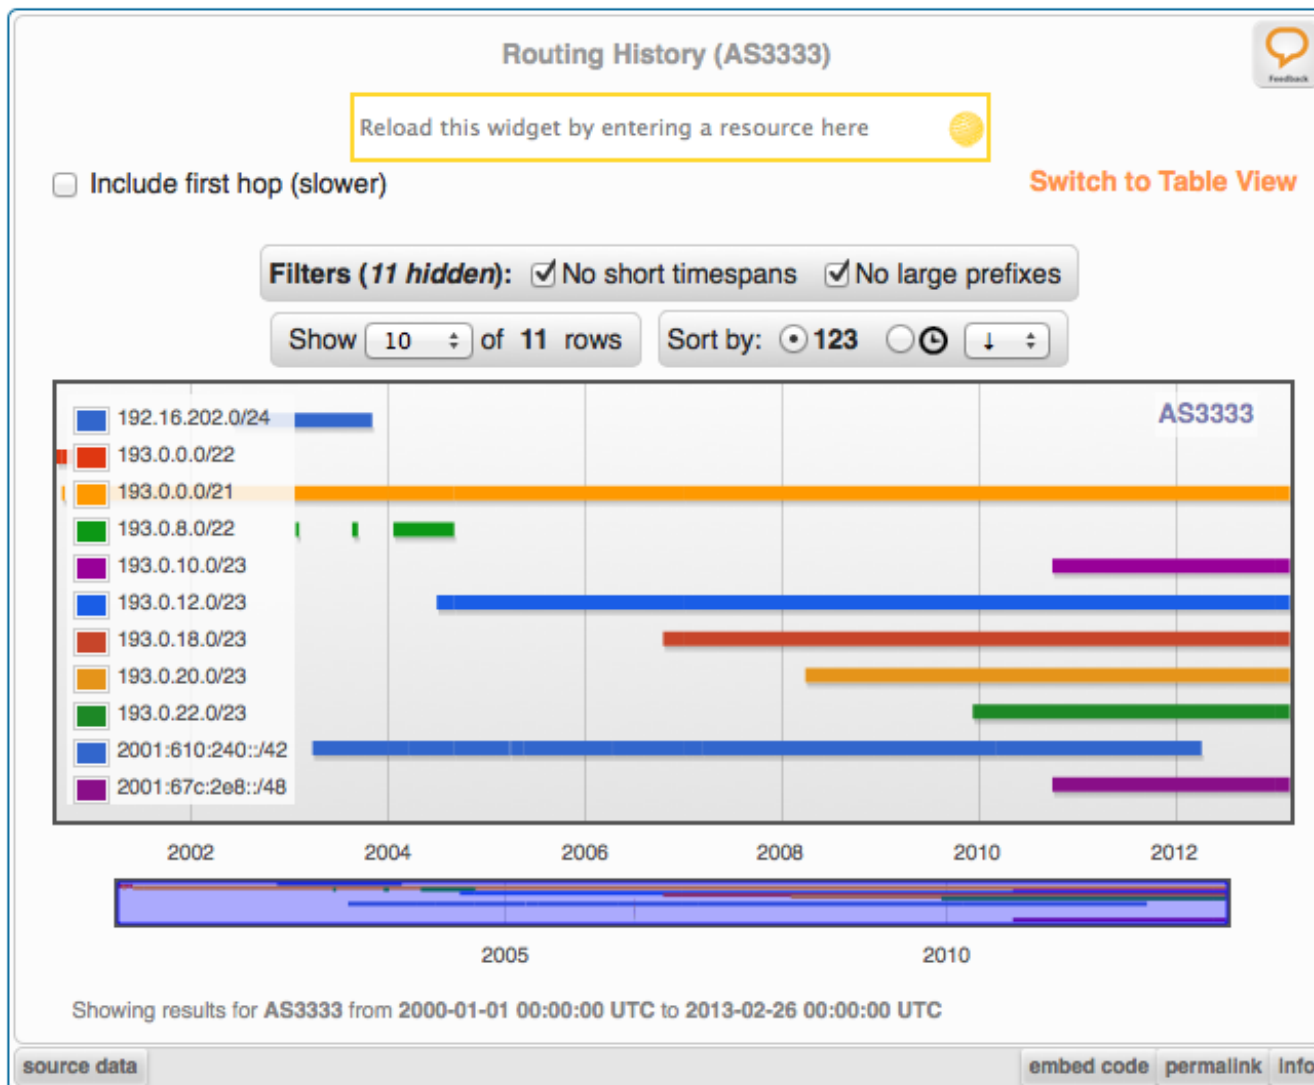 Routing History (AS3333)
Feedback
Reload this widget by entering a resource here
Include first hop (slower)
Switch to Table View
Filters (11 hidden): No short timespans No large prefixes
Show 10 of 11 rows Sort by: 123 ↓
AS3333
192.16.202.0/24
193.0.0.0/22
193.0.0.0/21
193.0.8.0/22
193.0.10.0/23
193.0.12.0/23
193.0.18.0/23
193.0.20.0/23
193.0.22.0/23
2001:610:240::/42
2001:67c:2e8::/48
2002 2004 2006 2008 2010 2012
2005 2010
Showing results for AS3333 from 2000-01-01 00:00:00 UTC to 2013-02-26 00:00:00 UTC
source data embed code permalink info